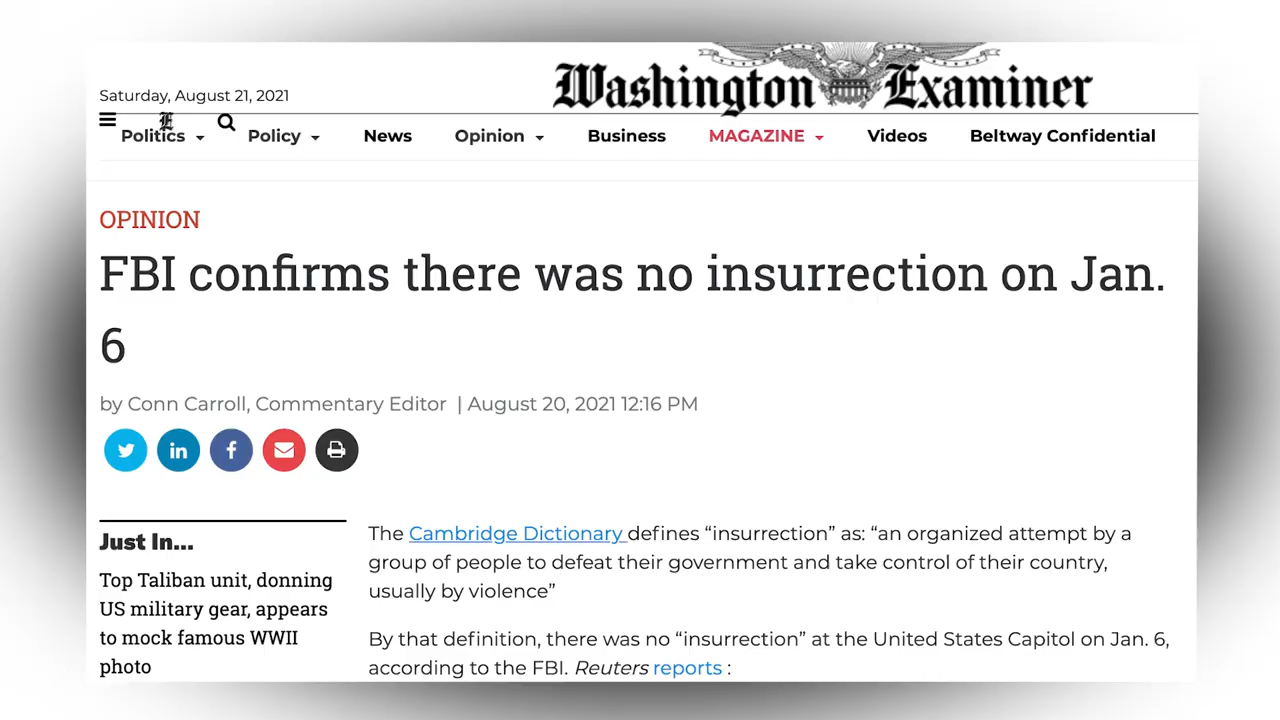 Washington Examiner
Saturday, August 21, 2021
E
Politics Policy News Opinion Business MAGAZINE Videos Beltway Confidential
OPINION
FBI confirms there was no insurrection on Jan.
6
by Conn Carroll, Commentary Editor | August 20, 2021 12:16 PM
Just In...
Top Taliban unit, donning
US military gear, appears
to mock famous WWII
photo
The Cambridge Dictionary defines “insurrection” as: “an organized attempt by a
group of people to defeat their government and take control of their country,
usually by violence”
By that definition, there was no “insurrection” at the United States Capitol on Jan. 6,
according to the FBI. Reuters reports :